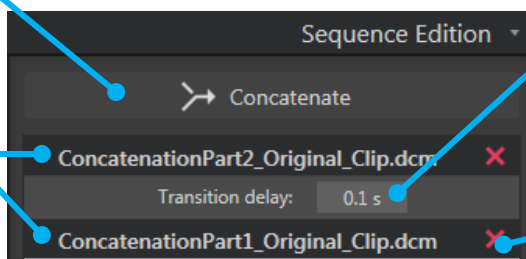 Sequence Edition
Concatenate
ConcatenationPart2_Original_Clip.dcm
Transition delay: 0.1 s
ConcatenationPart1_Original_Clip.dcm